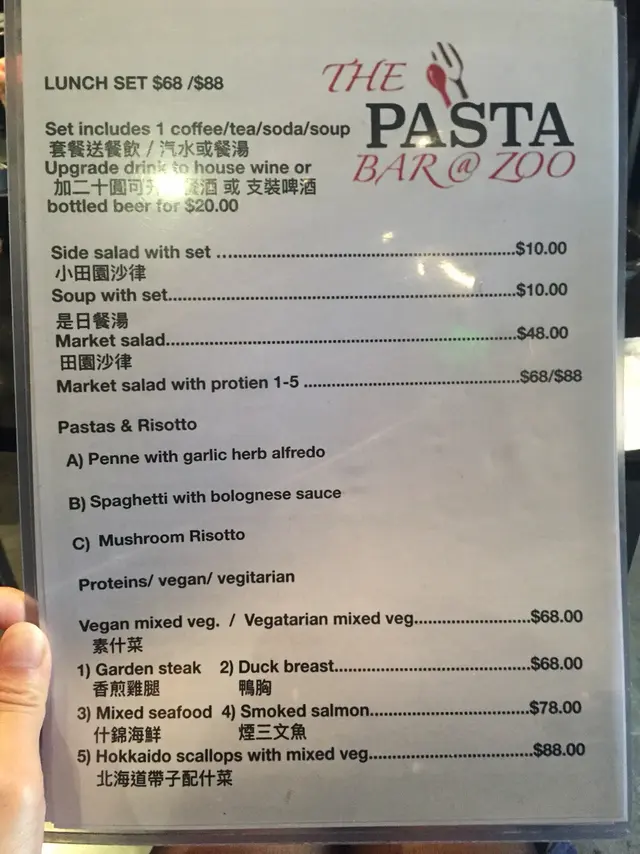 THE
PASTA
BAR @ ZOO
LUNCH SET $68 /$88
Set includes 1 coffee/tea/soda/soup
套餐送餐飲 / 汽水或餐湯
Upgrade drink to house wine or
加二十圓可 餐酒 或 支裝啤酒
bottled beer for $20.00
Side salad with set ...$10.00
小田園沙律
Soup with set...$10.00
是日餐湯
Market salad...$48.00
田園沙律
Market salad with protien 1-5 ...$68/$88
Pastas & Risotto
A) Penne with garlic herb alfredo
B) Spaghetti with bolognese sauce
C) Mushroom Risotto
Proteins/ vegan/ vegitarian
Vegan mixed veg. / Vegatarian mixed veg...$68.00
素什菜
1) Garden steak 2) Duck breast...$68.00
香煎雞腿 鴨胸
3) Mixed seafood 4) Smoked salmon...$78.00
什錦海鮮 煙三文魚
5) Hokkaido scallops with mixed veg...$88.00
北海道帶子配什菜